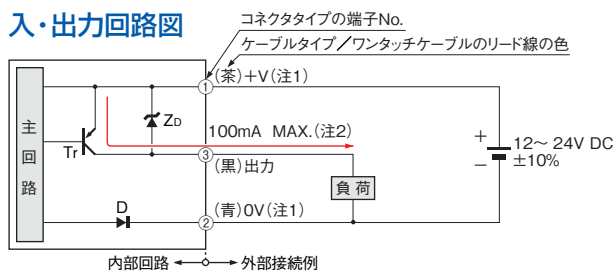 入・出力回路図
コネクタタイプの端子No.
ケーブルタイプ/ワンタッチケーブルのリード線の色
(茶)+V(注1)
1
主回路
Tr
ZD
100mA MAX.(注2)
3
(黒)出力
負荷
+
−
12~ 24V DC
±10%
D
(青)0V(注1)
2
内部回路
外部接続例